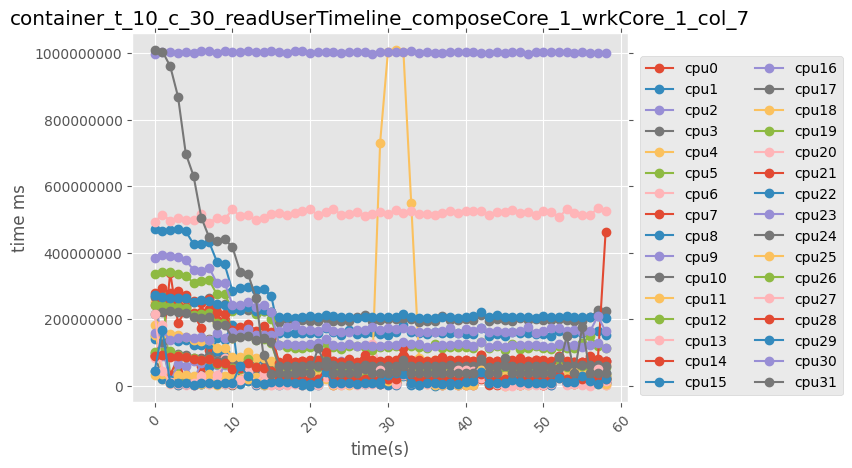 container_t_10_c_30_readUserTimeline_composeCore_1_wrkCore_1_col_7
1000000000
800000000
600000000
400000000
200000000
0
time ms
0
10
20
30
40
50
60
time(s)
cpu0
cpu1
cpu2
cpu3
cpu4
cpu5
cpu6
cpu7
cpu8
cpu9
cpu10
cpu11
cpu12
cpu13
cpu14
cpu15
cpu16
cpu17
cpu18
cpu19
cpu20
cpu21
cpu22
cpu23
cpu24
cpu25
cpu26
cpu27
cpu28
cpu29
cpu30
cpu31